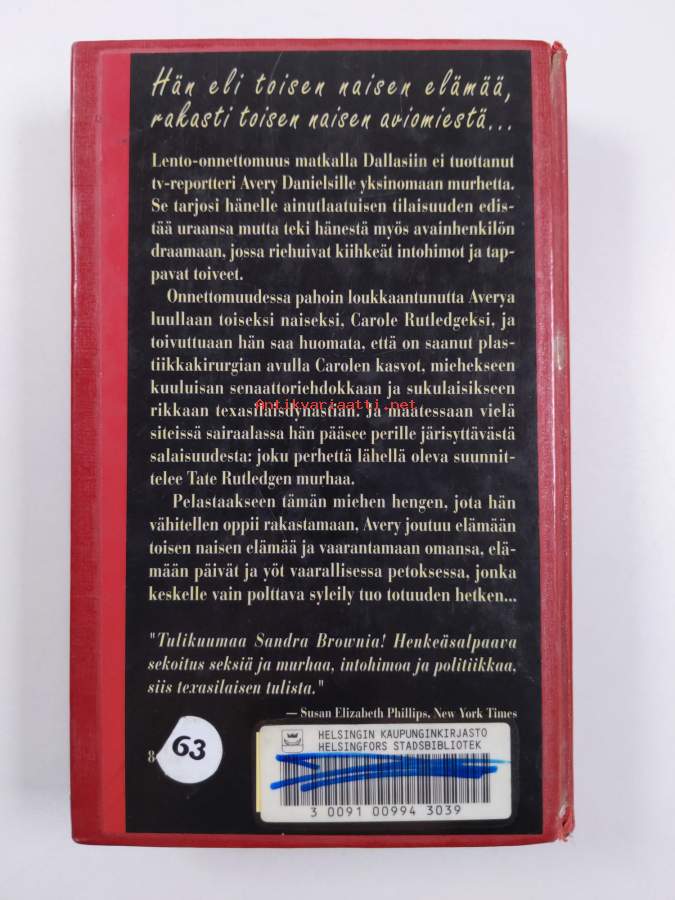 Hän eli toisen naisen elämää,
rakasti toisen naisen aviomiestä...
Lento-onnettomuus matkalla Dallasiin ei tuottanut
tv-reportteri Avery Danielsille yksinomaan murhetta.
Se tarjosi hänelle ainutlaatuisen tilaisuuden edis-
tää uraansa mutta teki hänestä myös avainhenkilön
draamaan, jossa riehuivat kiihkeät intohimot ja tap-
pavat toiveet.
Onnettomuudessa pahoin loukkaantunutta Averya
luullaan toiseksi naiseksi, Carole Rutledgeksi, ja
toivuttuaan hän saa huomata, että on saanut plas-
tiikkakirurgian avulla Carolen kasvot, miehekseen
kuuluisan senaattoriehdokkaan ja sukulaisikseen
Antikvariaatti.net
rikkaan texasilaisdynastian. Ja maatessaan vielä
siteissä sairaalassa hän pääsee perille järisyttävästä
salaisuudesta: joku perhettä lähellä oleva suunnit-
telee Tate Rutledgen murhaa.
Pelastaakseen tämän miehen hengen, jota hän
vähitellen oppii rakastamaan, Avery joutuu elämään
toisen naisen elämää ja vaarantamaan omansa, elä-
mään päivät ja yöt vaarallisessa petoksessa, jonka
keskelle vain polttava syleily tuo totuuden hetken...
"Tulikuumaa Sandra Brownia! Henkeäsalpaava
sekoitus seksiä ja murhaa, intohimoa ja politiikkaa,
siis texasilaisen tulista."
— Susan Elizabeth Phillips, New York Times
8
63
HELSINGIN KAUPUNGINKIRJASTO
HELSINGFORS STADSBIBLIOTEK
3 0091 00994 3039